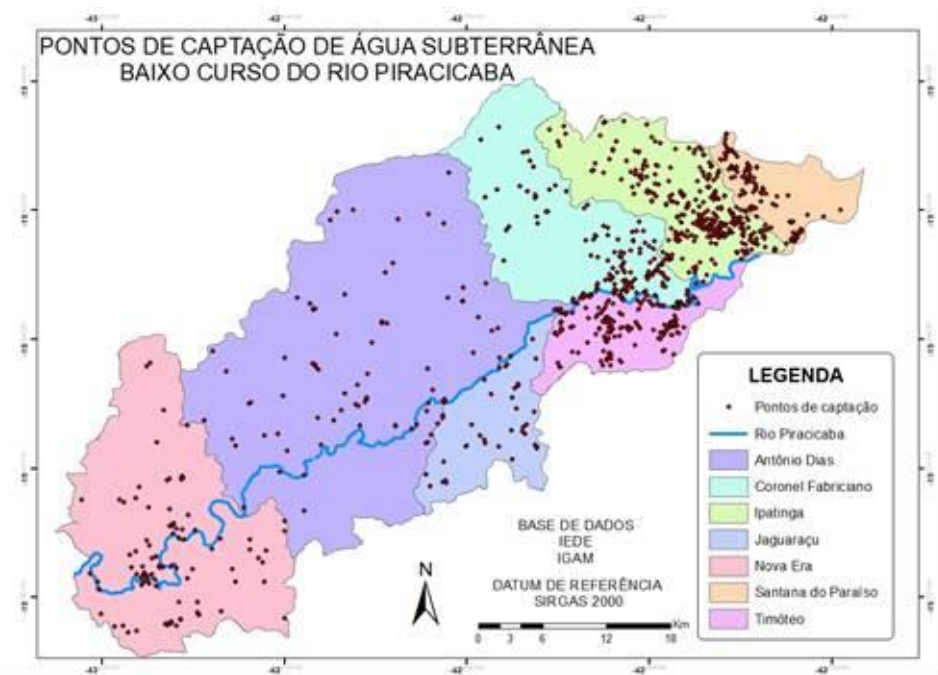 PONTOS DE CAPTAÇÃO DE ÁGUA SUBTERRÂNEA
BAIXO CURSO DO RIO PIRACICABA
LEGENDA
Pontos de captação
Rio Piracicaba
Antônio Dias
Coronel Fabriciano
Ipatinga
Jaguaraçu
Nova Era
Santana do Paraíso
Timóteo
BASE DE DADOS
IEDE
IGAM
DATUM DE REFERÊNCIA
SIRGAS 2000
N
Km
0 3 6 12 18